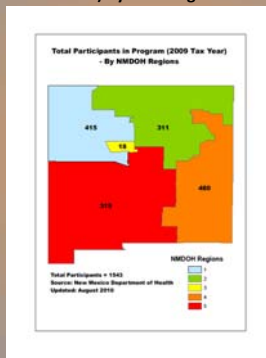 Total Participants in Program (2009 Tax Year)
- By NMDOH Regions
415
311
18
480
319
NMDOH Regions
1
2
3
4
5
Total Participants = 1543
Source: New Mexico Department of Health
Updated: August 2010